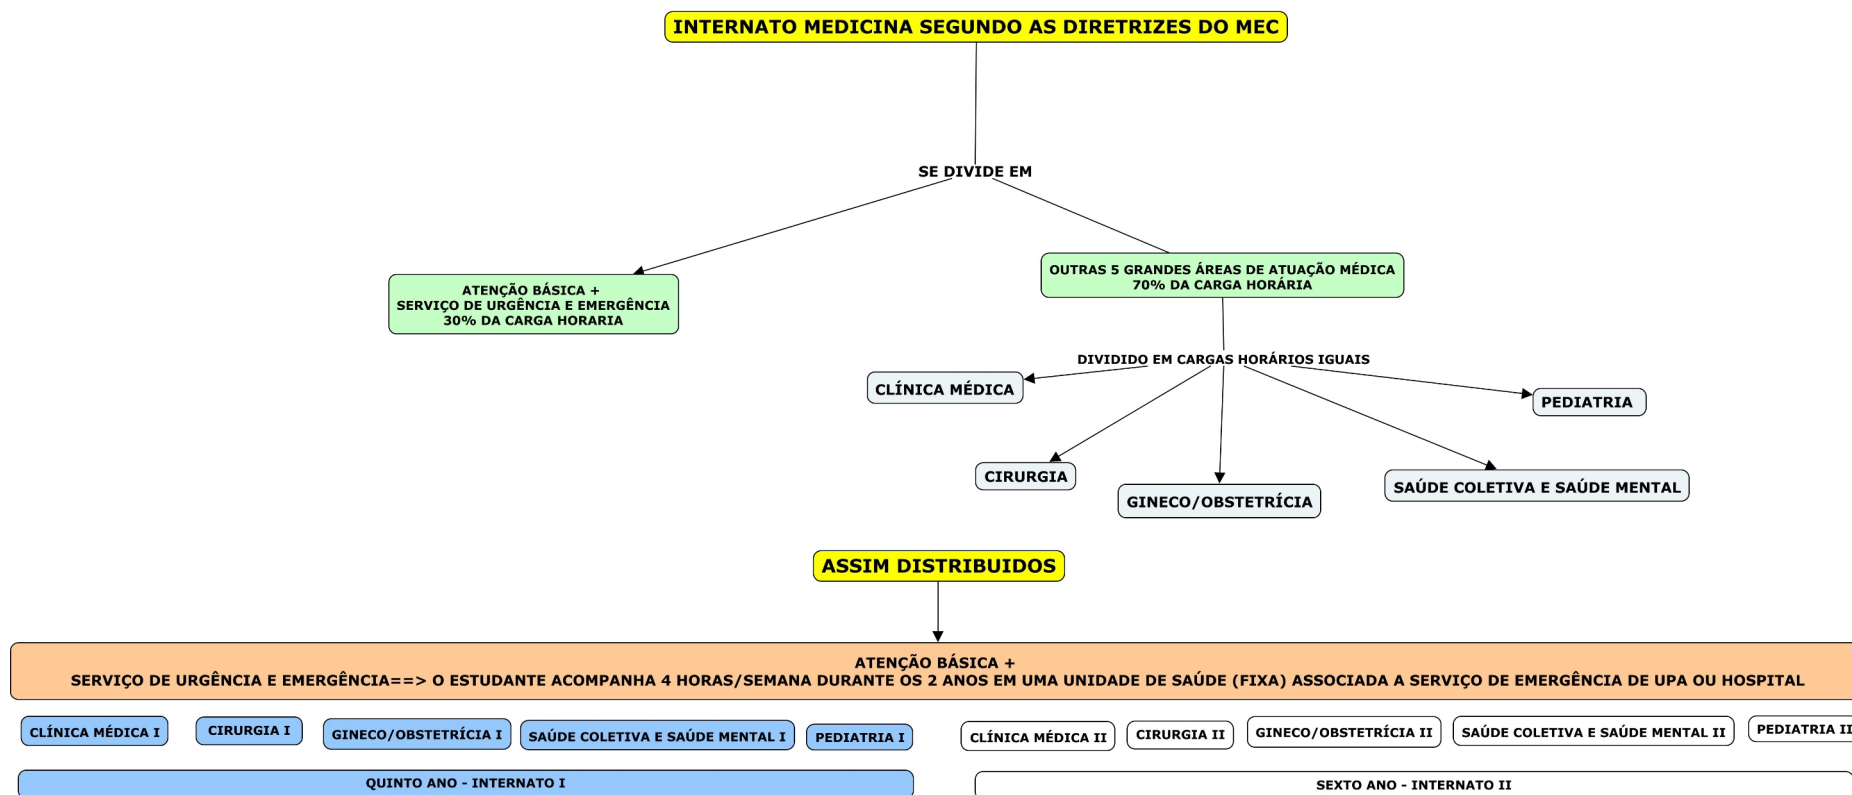 INTERNATO MEDICINA SEGUNDO AS DIRETRIZES DO MEC
SE DIVIDE EM
ATENÇÃO BÁSICA +
SERVIÇO DE URGÊNCIA E EMERGÊNCIA
30% DA CARGA HORARIA
OUTRAS 5 GRANDES ÁREAS DE ATUAÇÃO MÉDICA
70% DA CARGA HORÁRIA
DIVIDIDO EM CARGAS HORÁRIOS IGUAIS
CLÍNICA MÉDICA
PEDIATRIA
CIRURGIA
GINECO/OBSTETRÍCIA
SAÚDE COLETIVA E SAÚDE MENTAL
ASSIM DISTRIBUIDOS
ATENÇÃO BÁSICA +
SERVIÇO DE URGÊNCIA E EMERGÊNCIA==> O ESTUDANTE ACOMPANHA 4 HORAS/SEMANA DURANTE OS 2 ANOS EM UMA UNIDADE DE SAÚDE (FIXA) ASSOCIADA A SERVIÇO DE EMERGÊNCIA DE UPA OU HOSPITAL
CLÍNICA MÉDICA I
CIRURGIA I
GINECO/OBSTETRÍCIA I
SAÚDE COLETIVA E SAÚDE MENTAL I
PEDIATRIA I
CLÍNICA MÉDICA II
CIRURGIA II
GINECO/OBSTETRÍCIA II
SAÚDE COLETIVA E SAÚDE MENTAL II
PEDIATRIA II
QUINTO ANO - INTERNATO I
SEXTO ANO - INTERNATO II